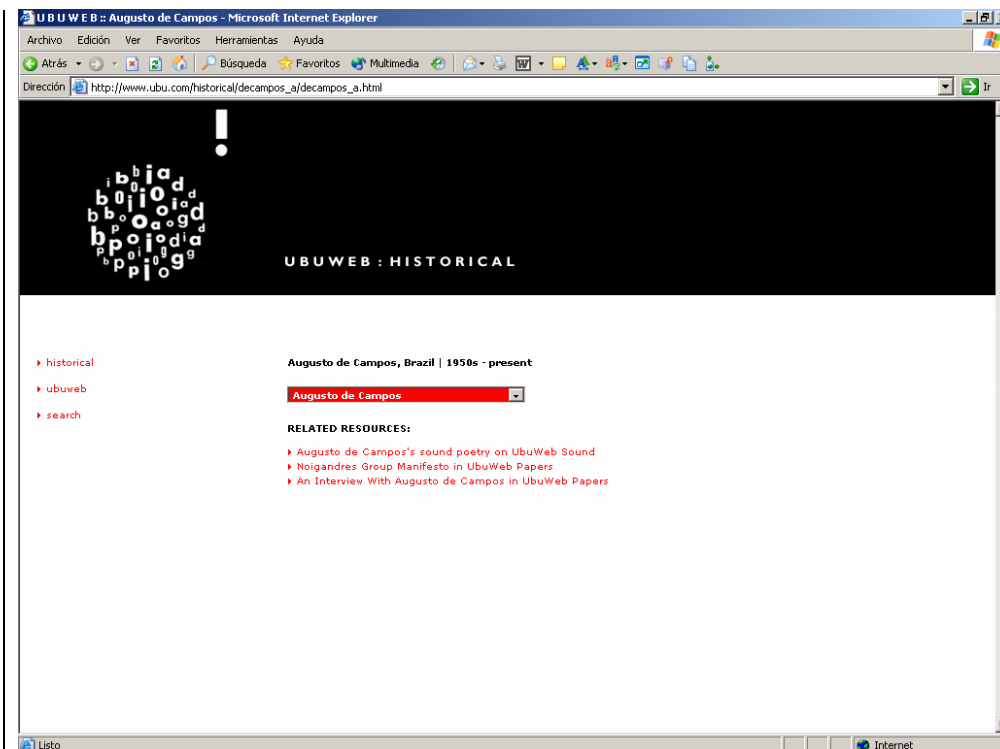 U B U W E B :: Augusto de Campos - Microsoft Internet Explorer
Archivo Edición Ver Favoritos Herramientas Ayuda
Atrás Búsqueda Favoritos Multimedia
Dirección http://www.ubu.com/historical/decampos_a/decampos_a.html Ir
!
UBUWEB : HISTORICAL
historical
Augusto de Campos, Brazil | 1950s - present
ubuweb
Augusto de Campos
search
RELATED RESOURCES:
Augusto de Campos's sound poetry on UbuWeb Sound
Noigandres Group Manifesto in UbuWeb Papers
An Interview With Augusto de Campos in UbuWeb Papers
Listo Internet